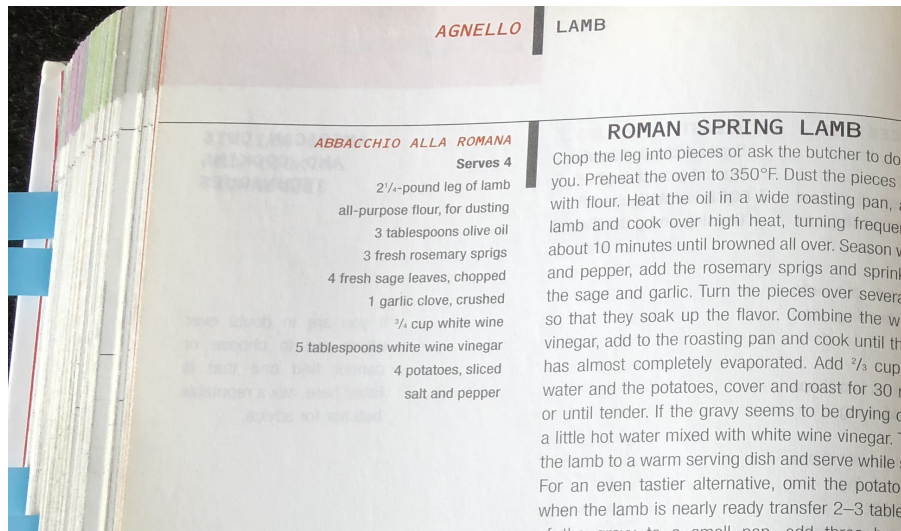 AGNELLO
LAMB
ABBACCHIO ALLA ROMANA
Serves 4
2¼-pound leg of lamb
all-purpose flour, for dusting
3 tablespoons olive oil
3 fresh rosemary sprigs
4 fresh sage leaves, chopped
1 garlic clove, crushed
¾ cup white wine
5 tablespoons white wine vinegar
4 potatoes, sliced
salt and pepper
ROMAN SPRING LAMB
Chop the leg into pieces or ask the butcher to do
you. Preheat the oven to 350°F. Dust the pieces
with flour. Heat the oil in a wide roasting pan,
lamb and cook over high heat, turning
about 10 minutes until browned all over. Season
and pepper, add the rosemary sprigs and
the sage and garlic. Turn the pieces over
so that they soak up the flavor. Combine the
vinegar, add to the roasting pan and cook until
has almost completely evaporated. Add ⅔ cup
water and the potatoes, cover and roast for 30
or until tender. If the gravy seems to be drying
a little hot water mixed with white wine vinegar.
the lamb to a warm serving dish and serve while
For an even tastier alternative, omit the
when the lamb is nearly ready transfer 2–3